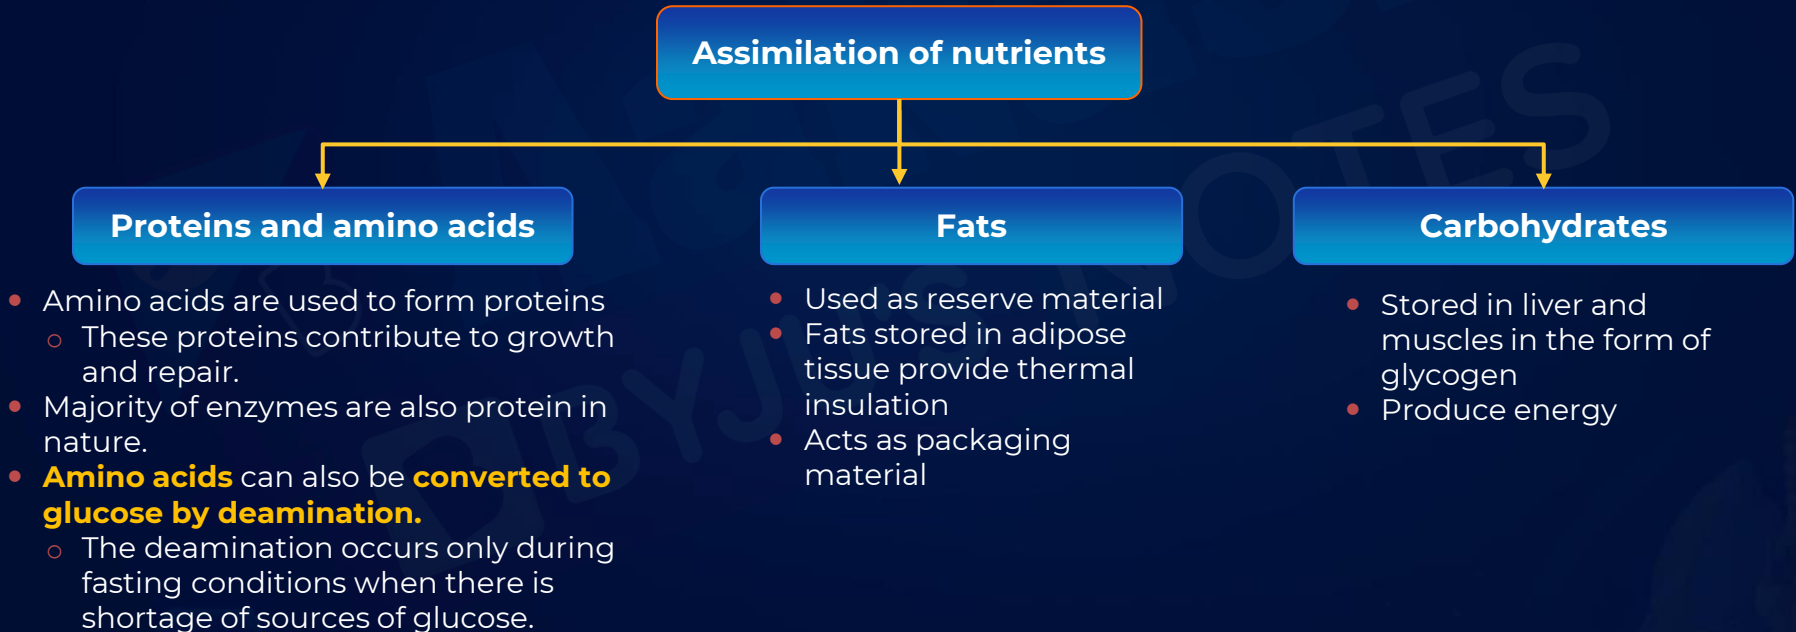 Assimilation of nutrients
Proteins and amino acids
Amino acids are used to form proteins
These proteins contribute to growth
and repair.
Majority of enzymes are also protein in
nature.
Amino acids can also be converted to
glucose by deamination.
The deamination occurs only during
fasting conditions when there is
shortage of sources of glucose.
Fats
Used as reserve material
Fats stored in adipose
tissue provide thermal
insulation
Acts as packaging
material
Carbohydrates
Stored in liver and
muscles in the form of
glycogen
Produce energy
BYJU'S NOTES